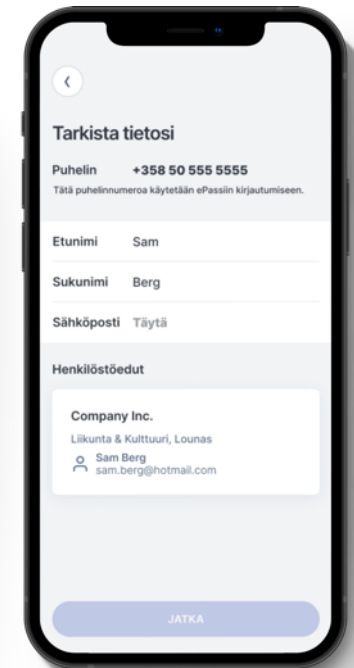 Tarkista tietosi
Puhelin +358 50 555 5555
Tätä puhelinnumeroa käytetään ePassiin kirjautumiseen.
Etunimi Sam
Sukunimi Berg
Sähköposti Täytä
Henkilöstöedut
Company Inc.
Liikunta & Kulttuuri, Lounas
Sam Berg
sam.berg@hotmail.com
JATKA